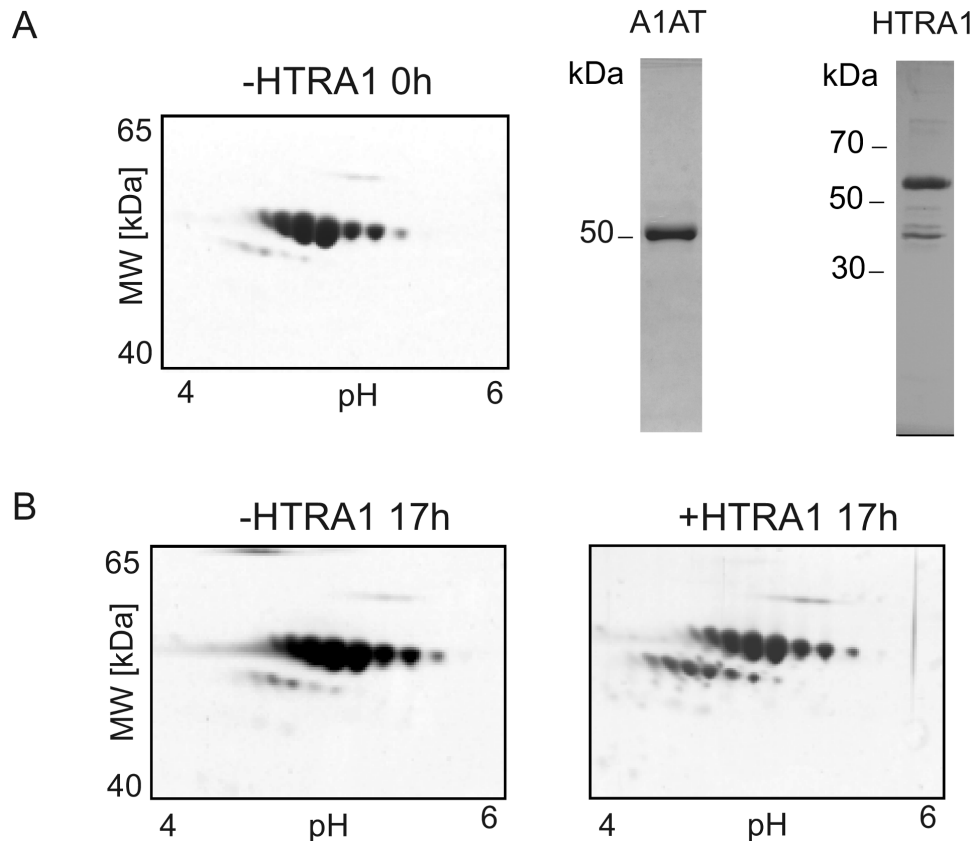 A
-HTRA1 0h
65
MW [kDa]
40
4
pH
6
A1AT
kDa
50
HTRA1
kDa
70
50
30
B
-HTRA1 17h
65
MW [kDa]
40
4
pH
6
+HTRA1 17h
4
pH
6